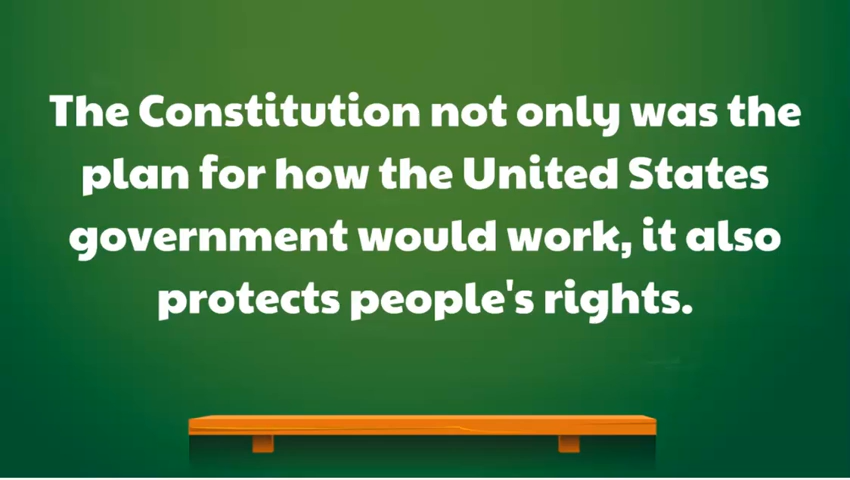 The Constitution not only was the
plan for how the United States
government would work, it also
protects people's rights.